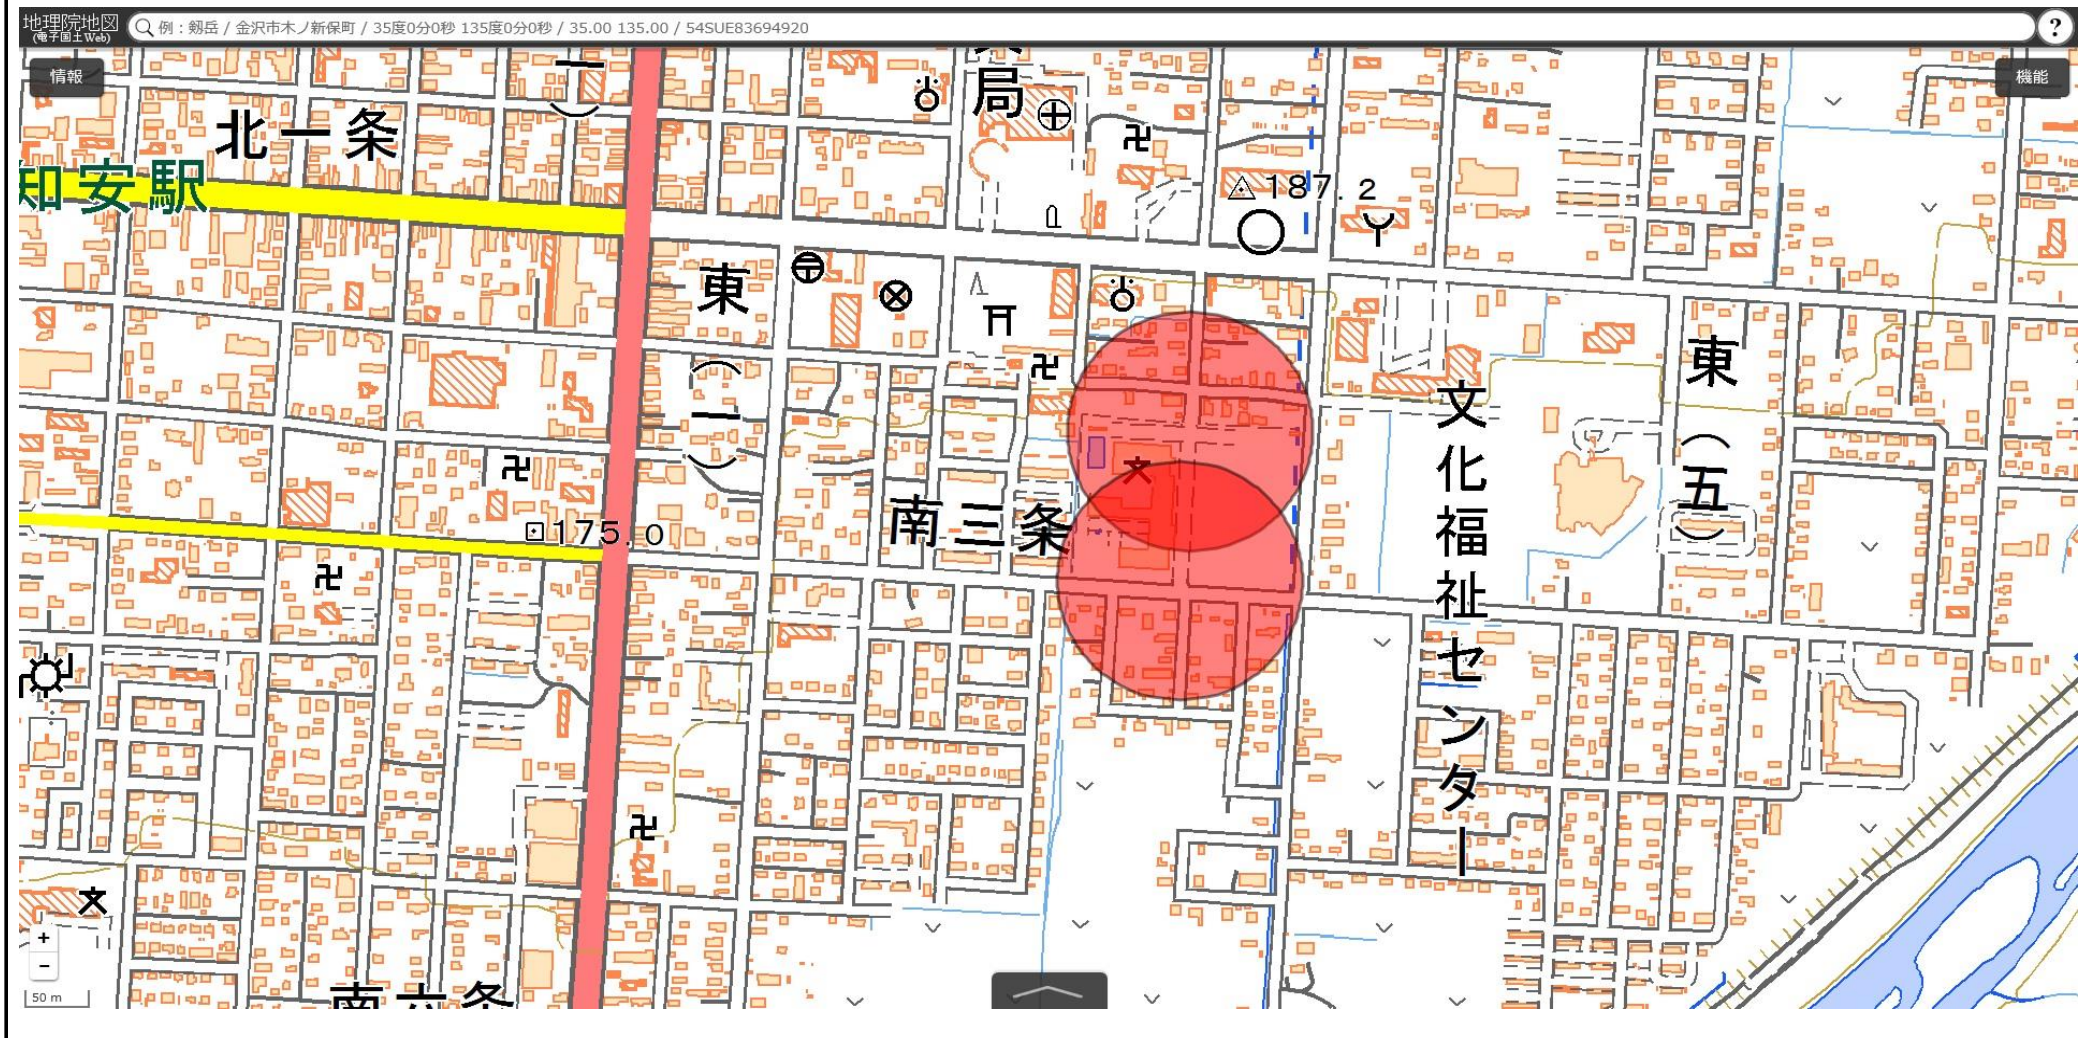 地理院地図
(電子国土Web)
例：剱岳 / 金沢市木ノ新保町 / 35度0分0秒 135度0分0秒 / 35.00 135.00 / 54SUE83694920
?
情報
機能
局
北一条
知安駅
187.2
東(一)
東(五)
文化福祉センター
南三条
175.0
南六条
+
−
50 m